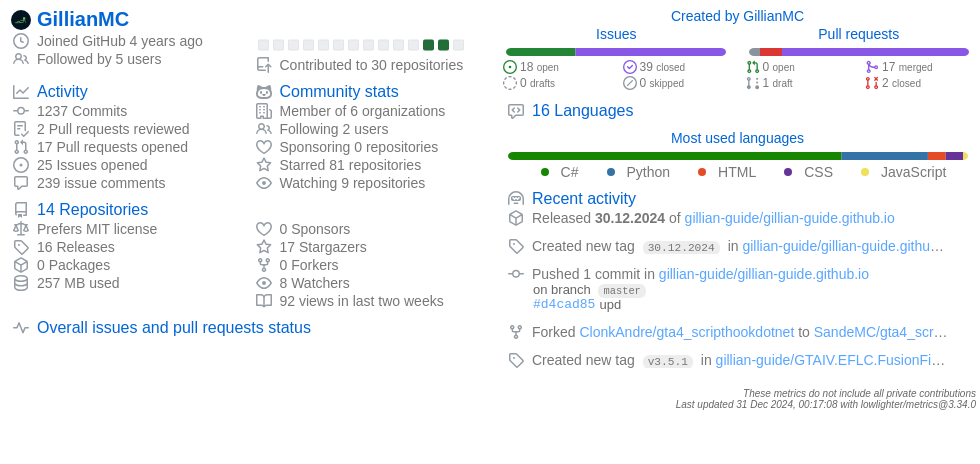 GillianMC
Joined GitHub 4 years ago
Followed by 5 users
Contributed to 30 repositories
Activity
1237 Commits
2 Pull requests reviewed
17 Pull requests opened
25 Issues opened
239 issue comments
Community stats
Member of 6 organizations
Following 2 users
Sponsoring 0 repositories
Starred 81 repositories
Watching 9 repositories
14 Repositories
Prefers MIT license
16 Releases
0 Packages
257 MB used
0 Sponsors
17 Stargazers
0 Forkers
8 Watchers
92 views in last two weeks
Overall issues and pull requests status
Created by GillianMC
Issues
18 open
39 closed
0 drafts
0 skipped
Pull requests
0 open
17 merged
1 draft
2 closed
16 Languages
Most used languages
C# Python HTML CSS JavaScript
Recent activity
Released 30.12.2024 of gillian-guide/gillian-guide.github.io
Created new tag 30.12.2024 in gillian-guide/gillian-guide.githu…
Pushed 1 commit in gillian-guide/gillian-guide.github.io
on branch master
#d4cad85 upd
Forked ClonkAndre/gta4_scripthookdotnet to SandeMC/gta4_scr…
Created new tag v3.5.1 in gillian-guide/GTAIV.EFLC.FusionFi…
These metrics do not include all private contributions
Last updated 31 Dec 2024, 00:17:08 with lowlighter/metrics@3.34.0